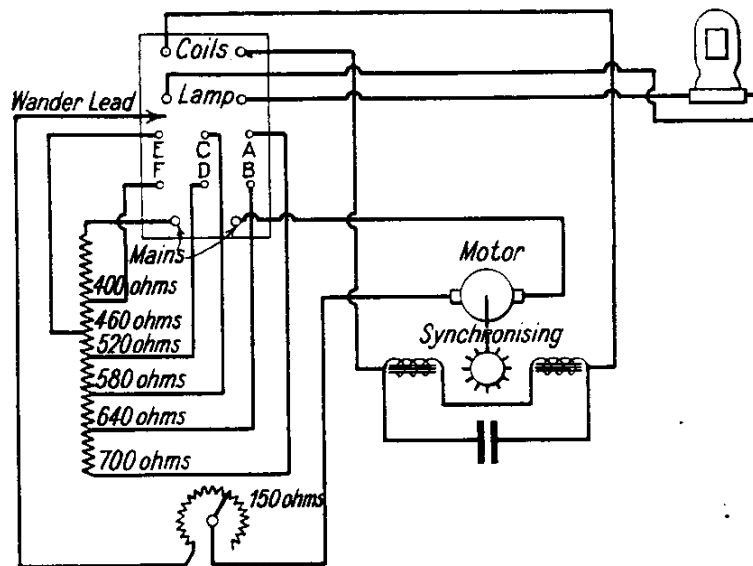 Coils
Lamp
Wander Lead
E C A
F D B
Mains
Motor
400 ohms
460 ohms
Synchronising
520 ohms
580 ohms
640 ohms
700 ohms
150 ohms